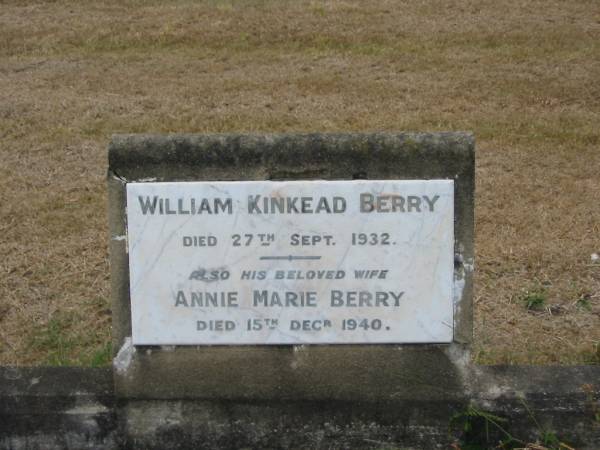 WILLIAM KINKEAD BERRY
DIED 27TH SEPT. 1932.
ALSO HIS BELOVED WIFE
ANNIE MARIE BERRY
DIED 15TH DECR 1940.